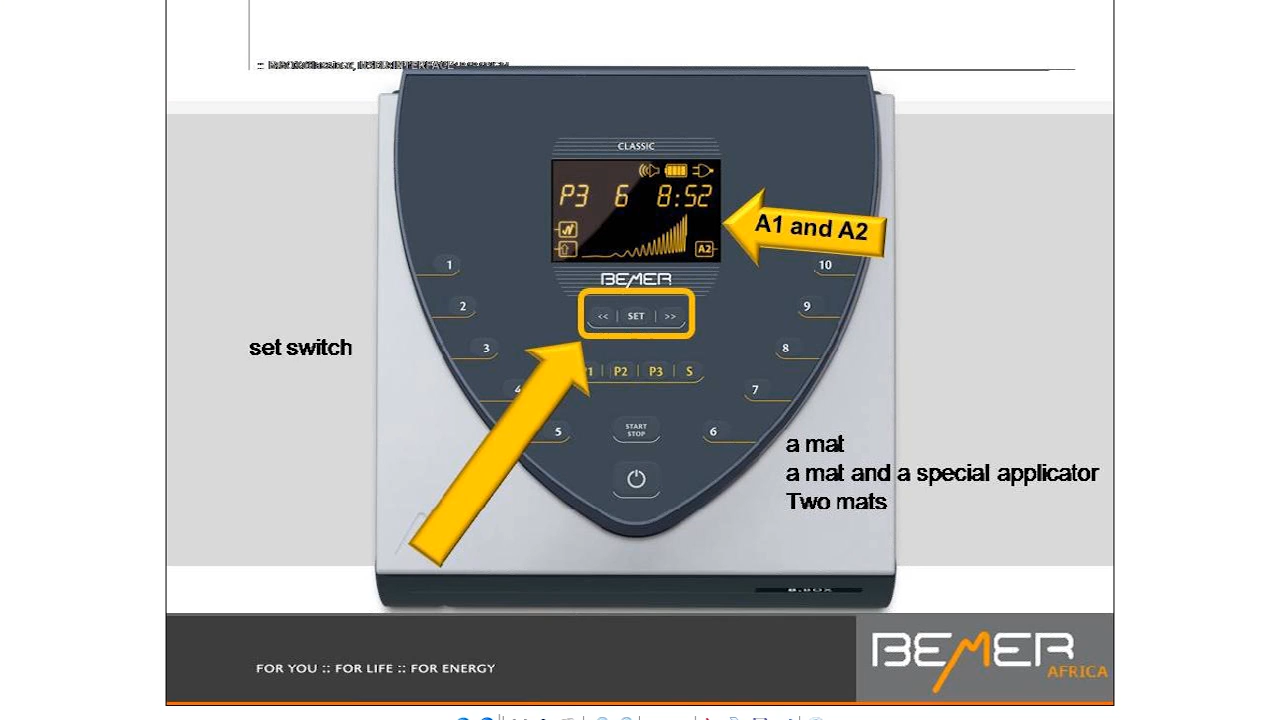 CLASSIC
P3 6 8:52
A1 and A2
A2
BEMER
1
10
2
9
<< | SET | >>
set switch
3
8
P2 | P3 | S
4
7
5
START
STOP
6
a mat
a mat and a special applicator
Two mats
B.BOX
FOR YOU :: FOR LIFE :: FOR ENERGY
BEMER
AFRICA